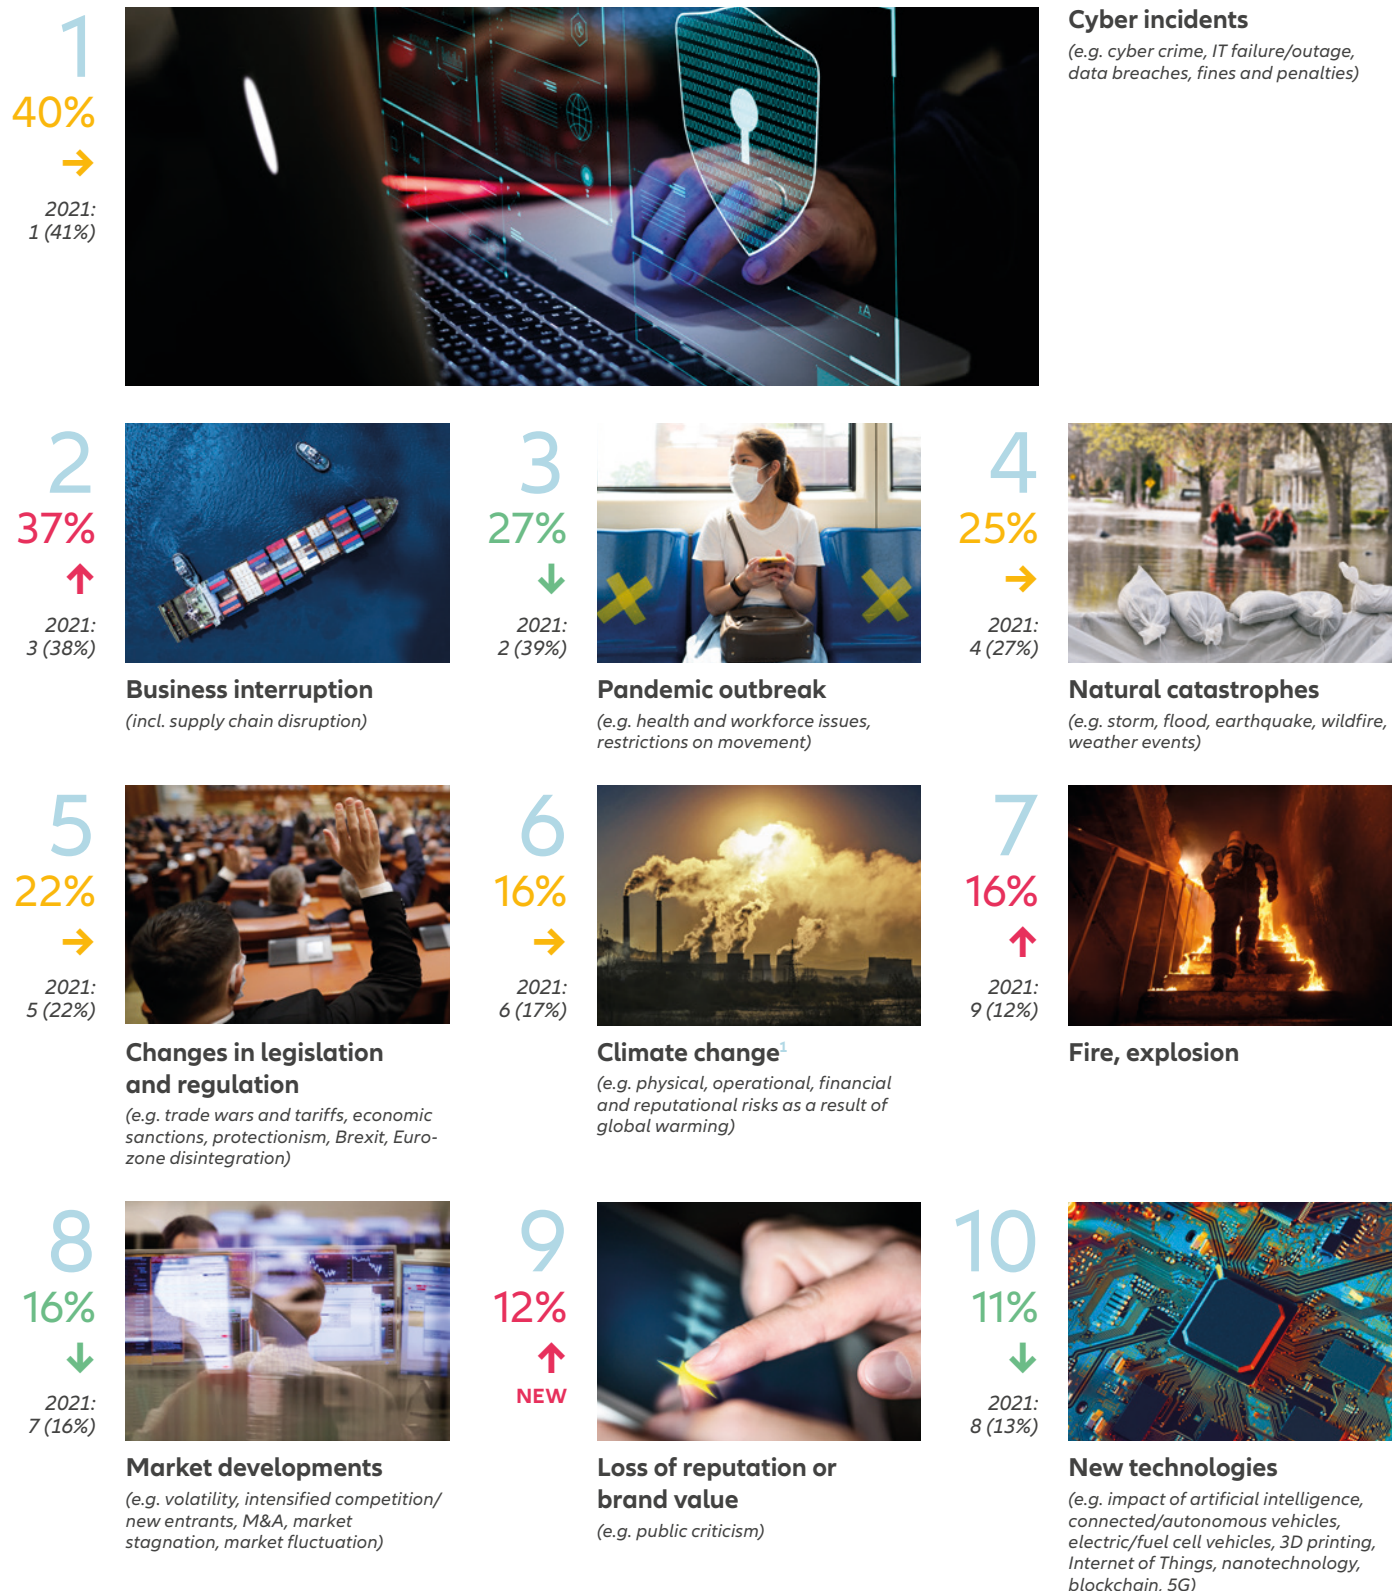 1
40%
2021:
1 (41%)
Cyber incidents
(e.g. cyber crime, IT failure/outage,
data breaches, fines and penalties)
2
37%
2021:
3 (38%)
Business interruption
(incl. supply chain disruption)
3
27%
2021:
2 (39%)
Pandemic outbreak
(e.g. health and workforce issues,
restrictions on movement)
4
25%
2021:
4 (27%)
Natural catastrophes
(e.g. storm, flood, earthquake, wildfire,
weather events)
5
22%
2021:
5 (22%)
Changes in legislation
and regulation
(e.g. trade wars and tariffs, economic
sanctions, protectionism, Brexit, Euro-
zone disintegration)
6
16%
2021:
6 (17%)
Climate change¹
(e.g. physical, operational, financial
and reputational risks as a result of
global warming)
7
16%
2021:
9 (12%)
Fire, explosion
8
16%
2021:
7 (16%)
Market developments
(e.g. volatility, intensified competition/
new entrants, M&A, market
stagnation, market fluctuation)
9
12%
NEW
Loss of reputation or
brand value
(e.g. public criticism)
10
11%
2021:
8 (13%)
New technologies
(e.g. impact of artificial intelligence,
connected/autonomous vehicles,
electric/fuel cell vehicles, 3D printing,
Internet of Things, nanotechnology,
blockchain, 5G)